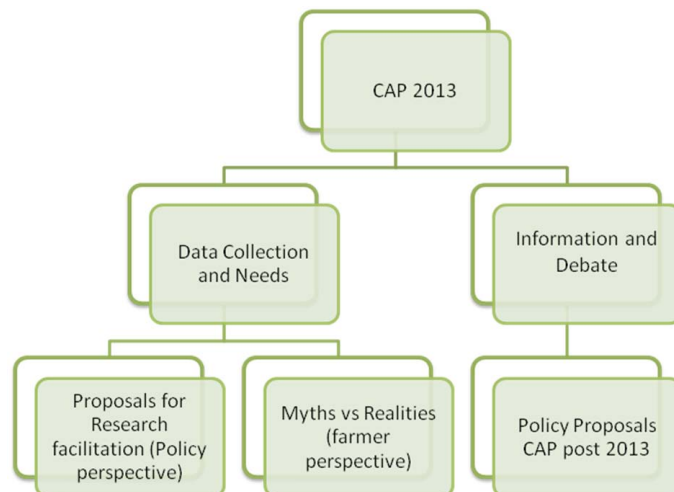 CAP 2013
Data Collection
and Needs
Information and
Debate
Proposals for
Research
facilitation (Policy
perspective)
Myths vs Realities
(farmer
perspective)
Policy Proposals
CAP post 2013